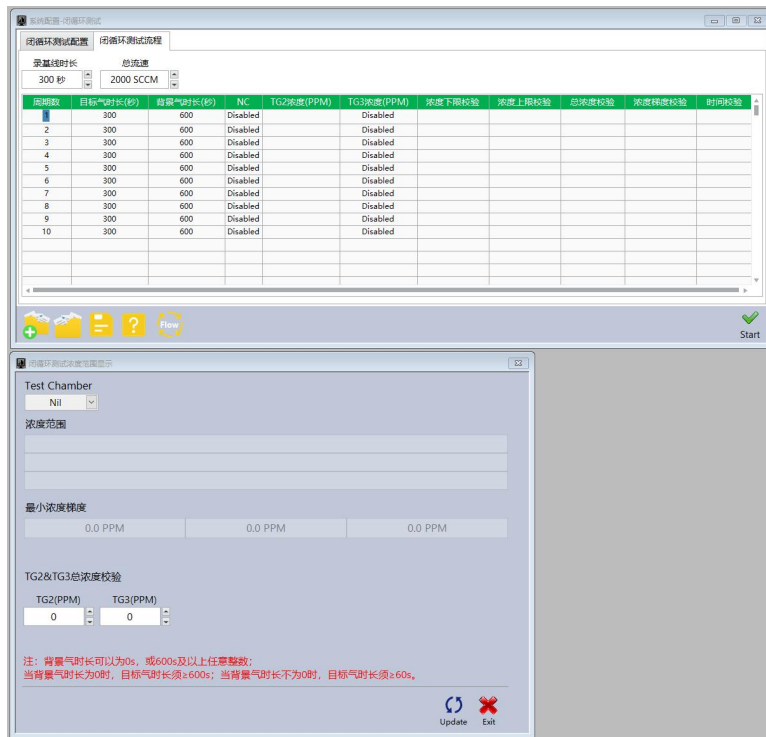 系统配置-闭循环测试
闭循环测试配置 闭循环测试流程
录基线时长 总流速
300 秒 2000 SCCM
周期数 目标气时长(秒) 背景气时长(秒) NC TG2浓度(PPM) TG3浓度(PPM) 浓度下限校验 浓度上限校验 总浓度校验 浓度梯度校验 时间校验
1 300 600 Disabled Disabled
2 300 600 Disabled Disabled
3 300 600 Disabled Disabled
4 300 600 Disabled Disabled
5 300 600 Disabled Disabled
6 300 600 Disabled Disabled
7 300 600 Disabled Disabled
8 300 600 Disabled Disabled
9 300 600 Disabled Disabled
10 300 600 Disabled Disabled
Flow
Start
闭循环测试浓度范围显示
Test Chamber
Nil
浓度范围
最小浓度梯度
0.0 PPM 0.0 PPM 0.0 PPM
TG2&TG3总浓度校验
TG2(PPM) TG3(PPM)
0 0
注：背景气时长可以为0s，或600s及以上任意整数；
当背景气时长为0时，目标气时长须≥600s；当背景气时长不为0时，目标气时长须≥60s。
Update Exit